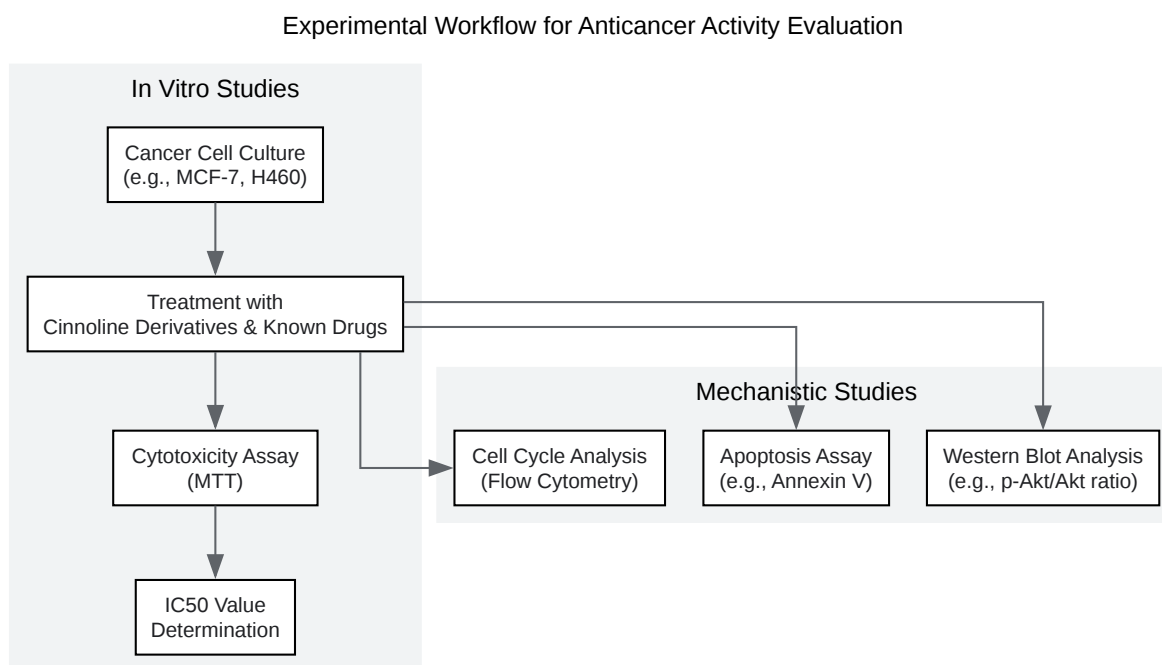 Experimental Workflow for Anticancer Activity Evaluation
In Vitro Studies
Cancer Cell Culture
(e.g., MCF-7, H460)
Treatment with
Cinnoline Derivatives & Known Drugs
Mechanistic Studies
Cytotoxicity Assay
(MTT)
Cell Cycle Analysis
(Flow Cytometry)
Apoptosis Assay
(e.g., Annexin V)
Western Blot Analysis
(e.g., p-Akt/Akt ratio)
IC50 Value
Determination